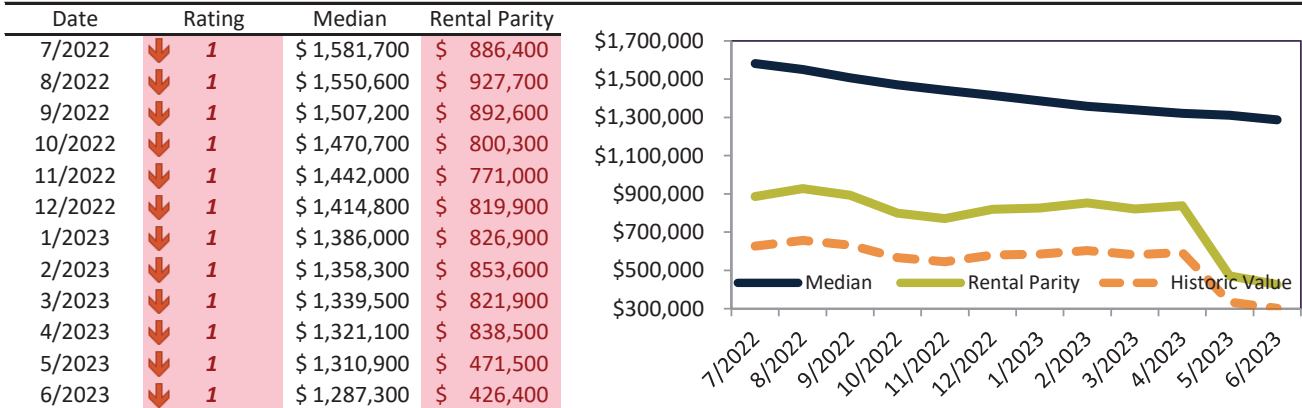 Date Rating Median Rental Parity
7/2022 1 $ 1,581,700 $ 886,400
8/2022 1 $ 1,550,600 $ 927,700
9/2022 1 $ 1,507,200 $ 892,600
10/2022 1 $ 1,470,700 $ 800,300
11/2022 1 $ 1,442,000 $ 771,000
12/2022 1 $ 1,414,800 $ 819,900
1/2023 1 $ 1,386,000 $ 826,900
2/2023 1 $ 1,358,300 $ 853,600
3/2023 1 $ 1,339,500 $ 821,900
4/2023 1 $ 1,321,100 $ 838,500
5/2023 1 $ 1,310,900 $ 471,500
6/2023 1 $ 1,287,300 $ 426,400
$1,700,000
$1,500,000
$1,300,000
$1,100,000
$900,000
$700,000
$500,000
$300,000
Median Rental Parity Historic Value
7/2022 8/2022 9/2022 10/2022 11/2022 12/2022 1/2023 2/2023 3/2023 4/2023 5/2023 6/2023